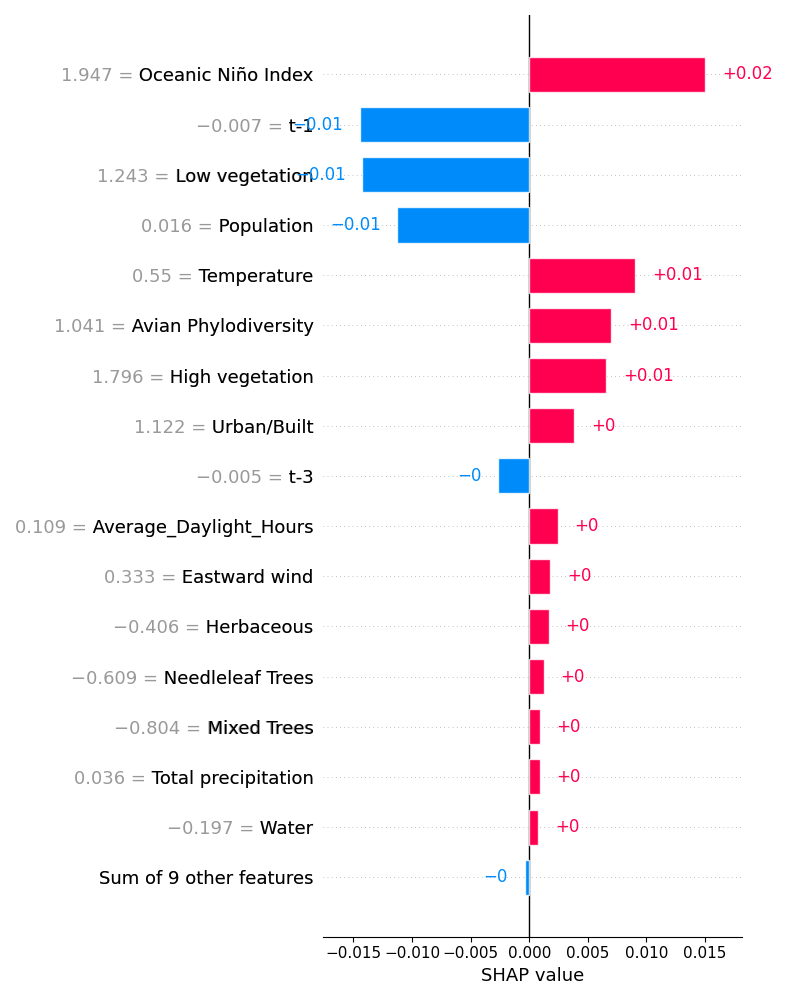 1.947 = Oceanic Niño Index +0.02
−0.007 = t-1 −0.01
1.243 = Low vegetation −0.01
0.016 = Population −0.01
0.55 = Temperature +0.01
1.041 = Avian Phylodiversity +0.01
1.796 = High vegetation +0.01
1.122 = Urban/Built +0
−0.005 = t-3 −0
0.109 = Average_Daylight_Hours +0
0.333 = Eastward wind +0
−0.406 = Herbaceous +0
−0.609 = Needleleaf Trees +0
−0.804 = Mixed Trees +0
0.036 = Total precipitation +0
−0.197 = Water +0
Sum of 9 other features −0
−0.015 −0.010 −0.005 0.000 0.005 0.010 0.015
SHAP value